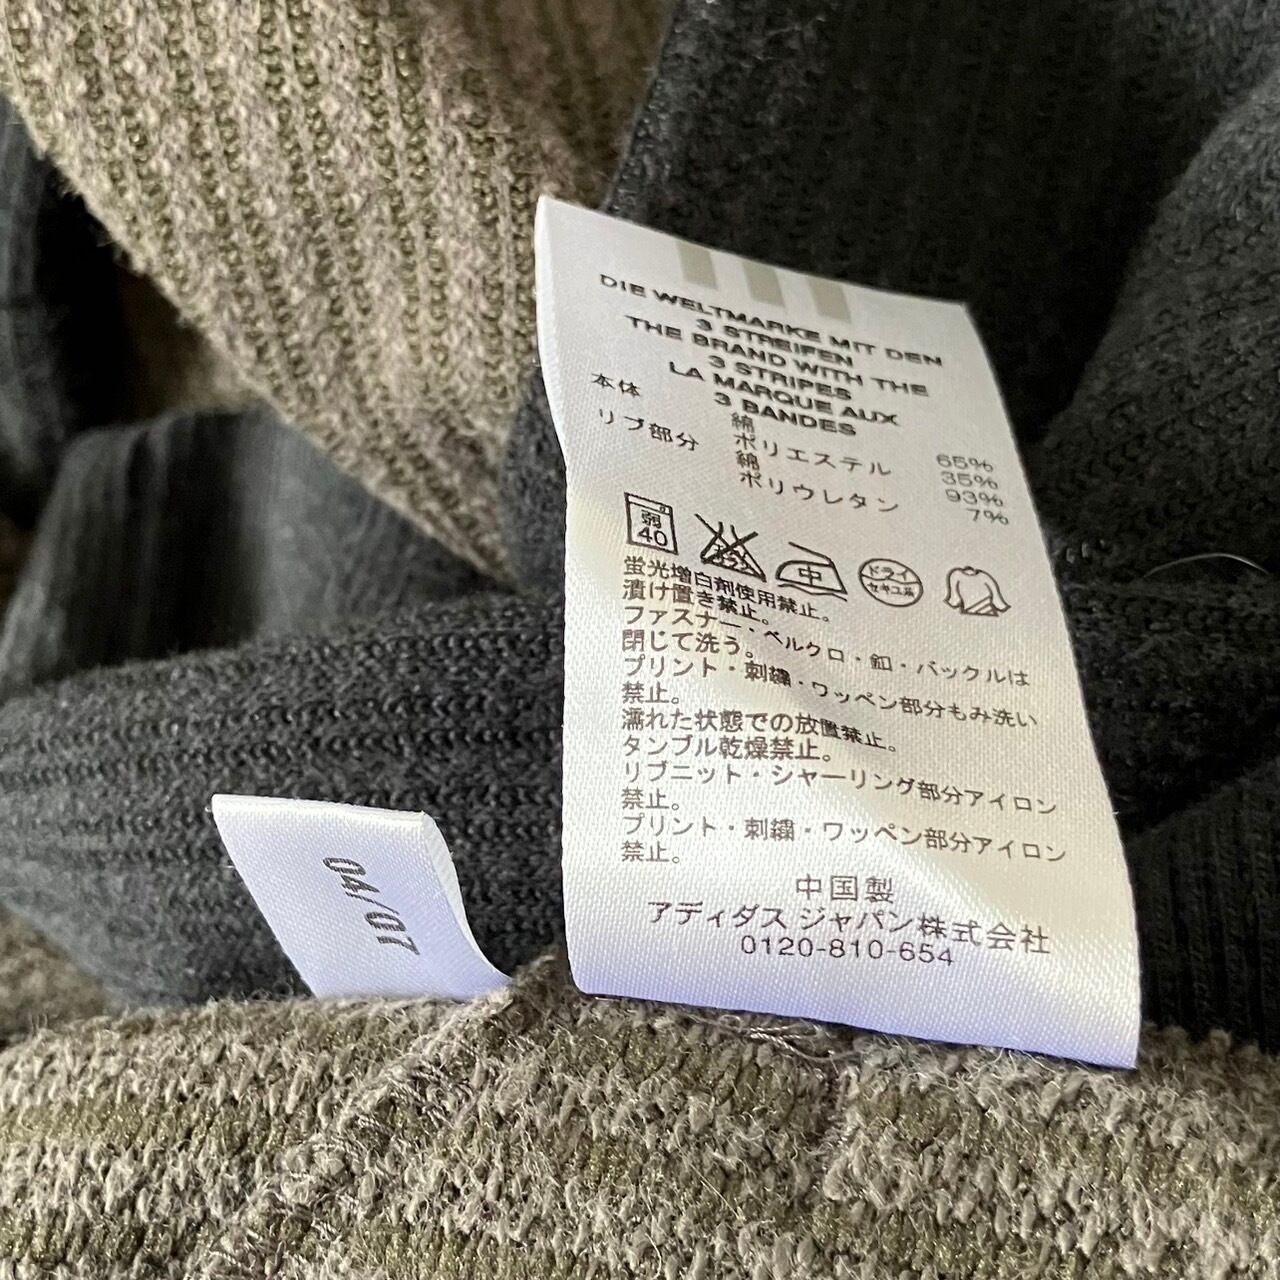 DIE WELTMARKE MIT DEN
3 STREIFEN
THE BRAND WITH THE
3 STRIPES
LA MARQUE AUX
3 BANDES
本体 綿 65%
ポリエステル 35%
リブ部分 綿 93%
ポリウレタン 7%
弱
40
中
ドライ
セキユ系
蛍光増白剤使用禁止。
漬け置き禁止。
ファスナー・ベルクロ・釦・バックルは
閉じて洗う。
プリント・刺繍・ワッペン部分もみ洗い
禁止。
濡れた状態での放置禁止。
タンブル乾燥禁止。
リブニット・シャーリング部分アイロン
禁止。
プリント・刺繍・ワッペン部分アイロン
禁止。
中国製
アディダス ジャパン株式会社
0120-810-654
04/07